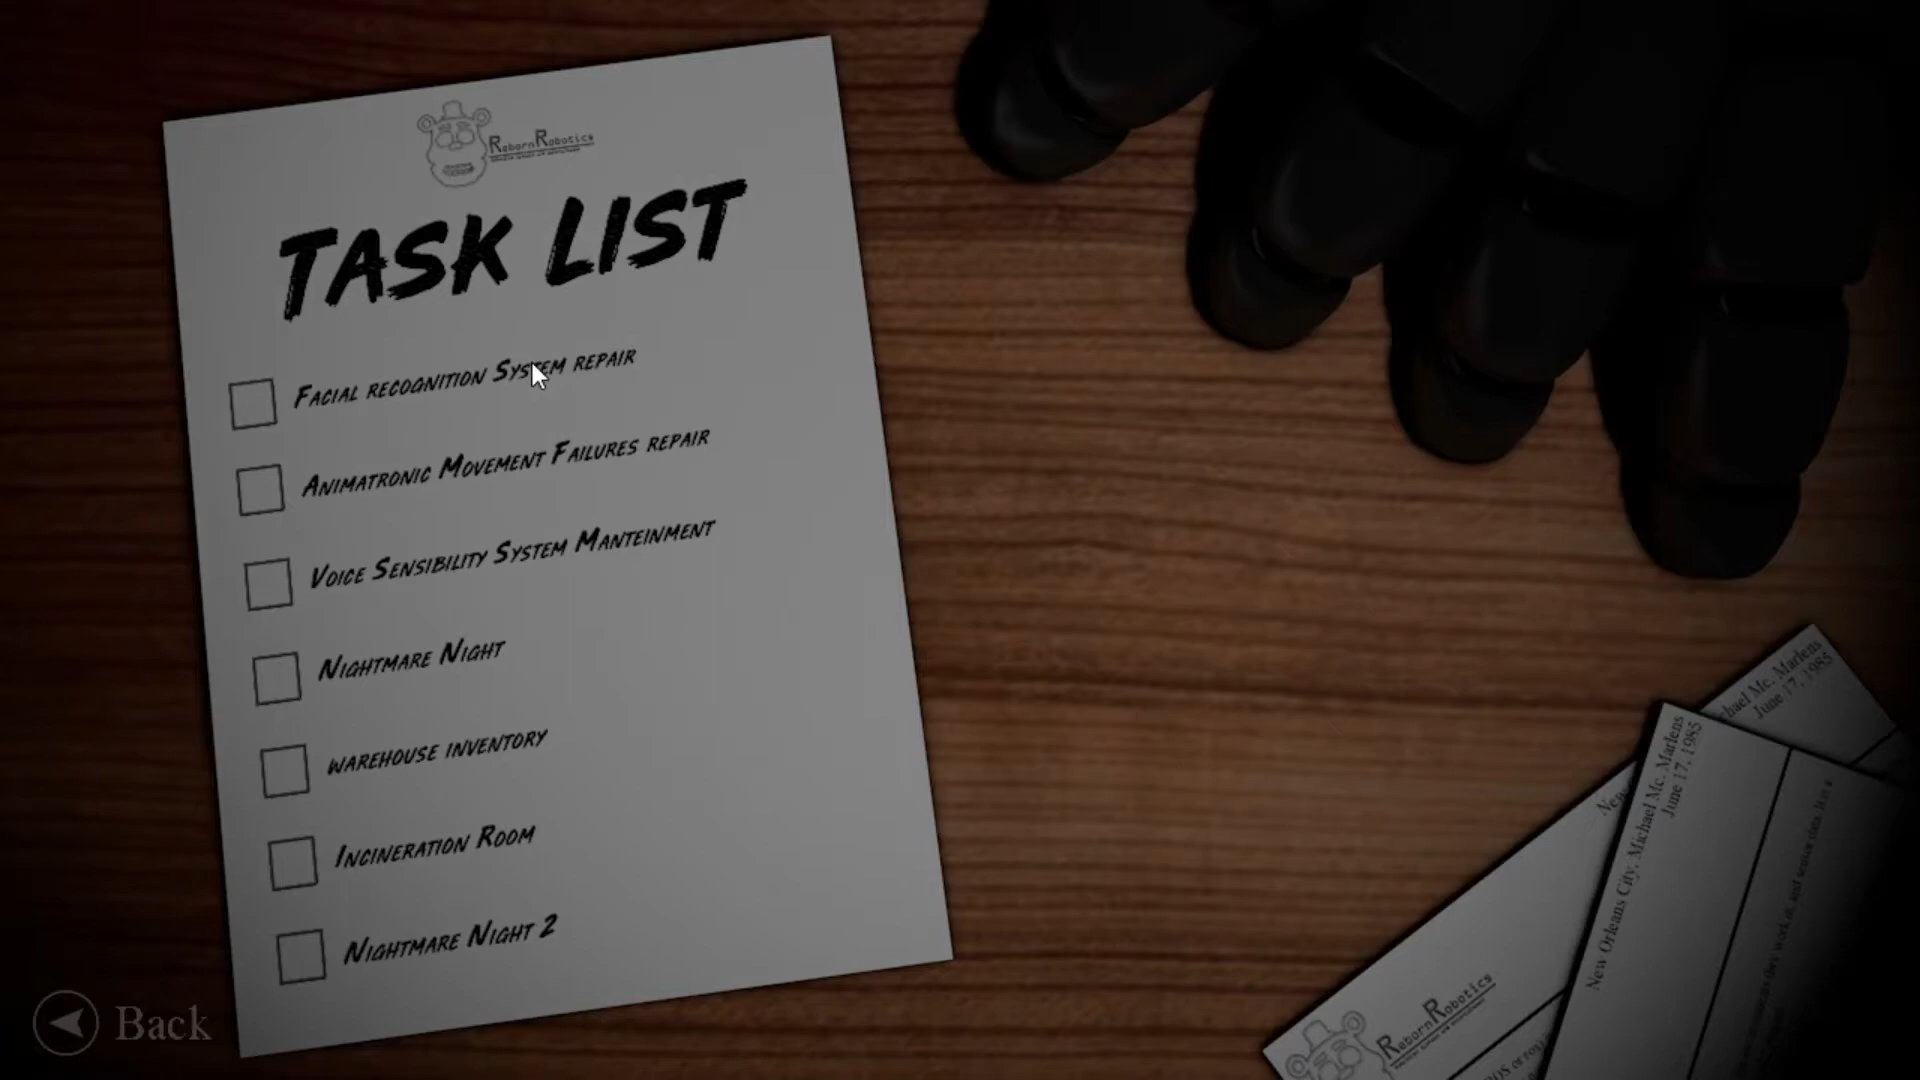 RebornRobotics
TASK LIST
FACIAL RECOGNITION SYSTEM REPAIR
ANIMATRONIC MOVEMENT FAILURES REPAIR
VOICE SENSIBILITY SYSTEM MANTEINMENT
NIGHTMARE NIGHT
WAREHOUSE INVENTORY
INCINERATION ROOM
NIGHTMARE NIGHT 2
Back
Michael Mc. Marlens
June 17, 1985
New Orleans City, Michael Mc. Marlens
June 17, 1985
RebornRobotics